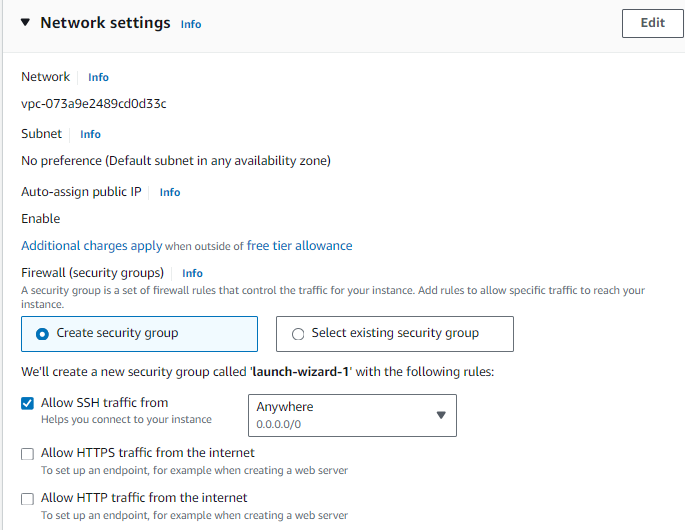 Network settings Info
Edit
Network Info
vpc-073a9e2489cd0d33c
Subnet Info
No preference (Default subnet in any availability zone)
Auto-assign public IP Info
Enable
Additional charges apply when outside of free tier allowance
Firewall (security groups) Info
A security group is a set of firewall rules that control the traffic for your instance. Add rules to allow specific traffic to reach your
instance.
Create security group
Select existing security group
We'll create a new security group called 'launch-wizard-1' with the following rules:
Allow SSH traffic from
Helps you connect to your instance
Anywhere
0.0.0.0/0
Allow HTTPS traffic from the internet
To set up an endpoint, for example when creating a web server
Allow HTTP traffic from the internet
To set up an endpoint, for example when creating a web server